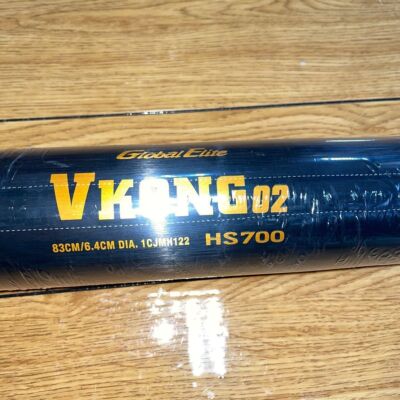 Global Elite
VKONG02
83CM/6.4CM DIA. 1CJMH122 HS700